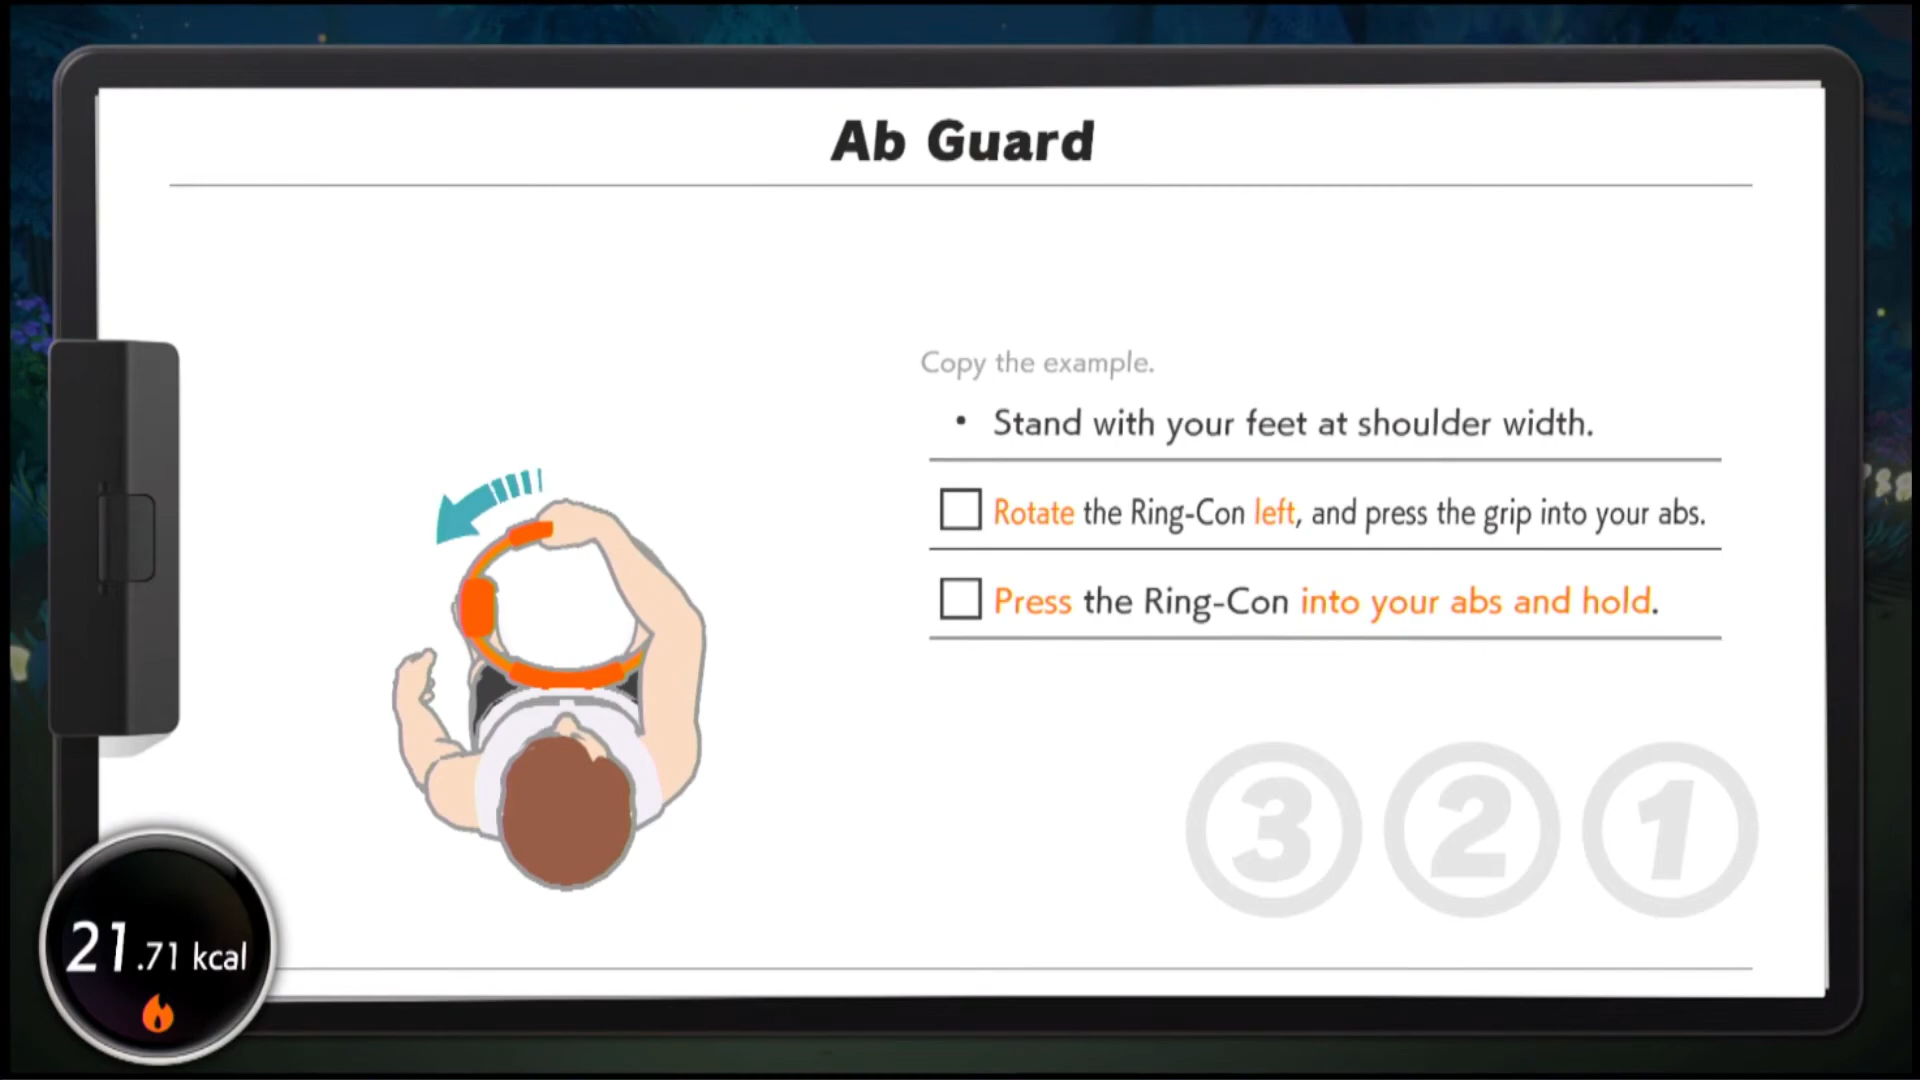 Ab Guard
Copy the example.
• Stand with your feet at shoulder width.
Rotate the Ring-Con left, and press the grip into your abs.
Press the Ring-Con into your abs and hold.
3 2 1
21.71 kcal